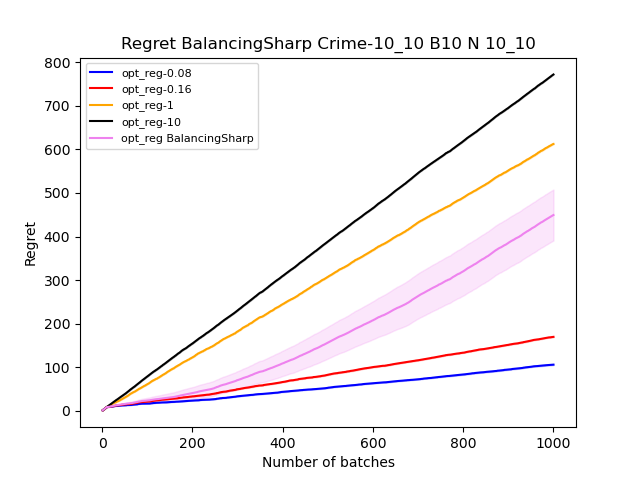 Regret BalancingSharp Crime-10_10 B10 N 10_10
opt_reg-0.08
opt_reg-0.16
opt_reg-1
opt_reg-10
opt_reg BalancingSharp
800
700
600
500
400
300
200
100
0
Regret
0 200 400 600 800 1000
Number of batches